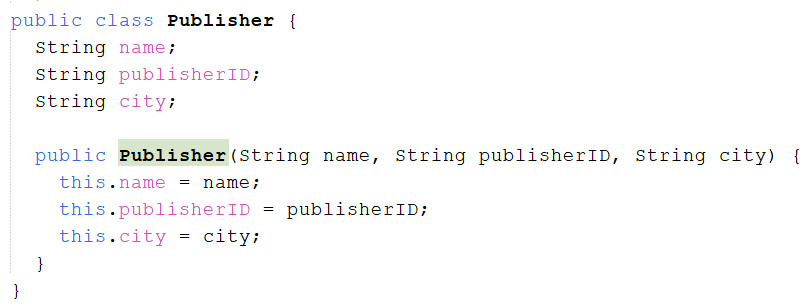 public class Publisher {
String name;
String publisherID;
String city;
public Publisher(String name, String publisherID, String city) {
this.name = name;
this.publisherID = publisherID;
this.city = city;
}
}